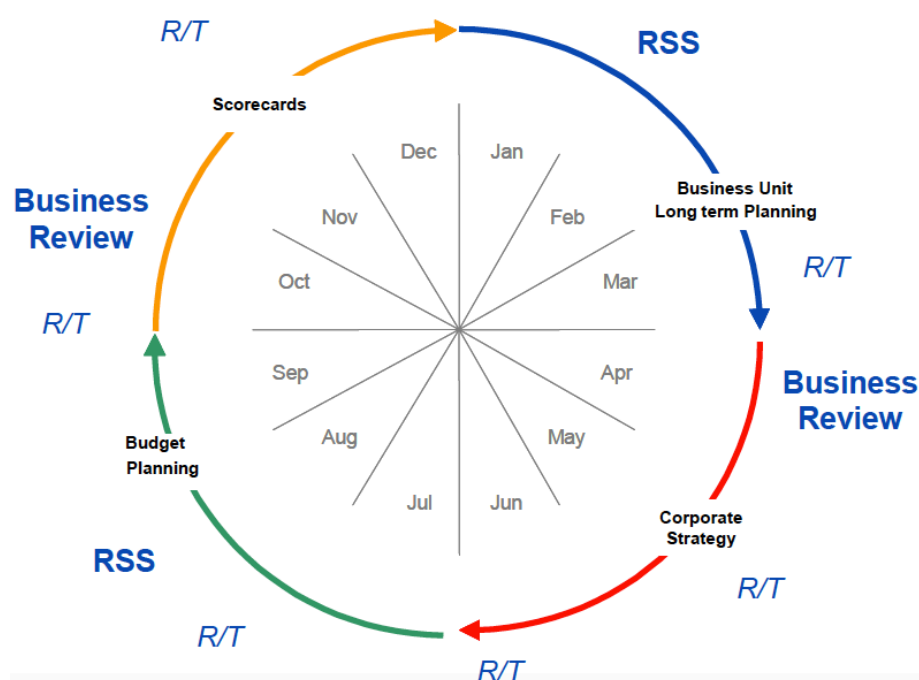 R/T
RSS
Scorecards
Dec
Jan
Business
Review
Nov
Feb
Business Unit
Long term Planning
Oct
Mar
R/T
R/T
Sep
Apr
Business
Review
Aug
May
Budget
Planning
Jul
Jun
Corporate
Strategy
RSS
R/T
R/T
R/T